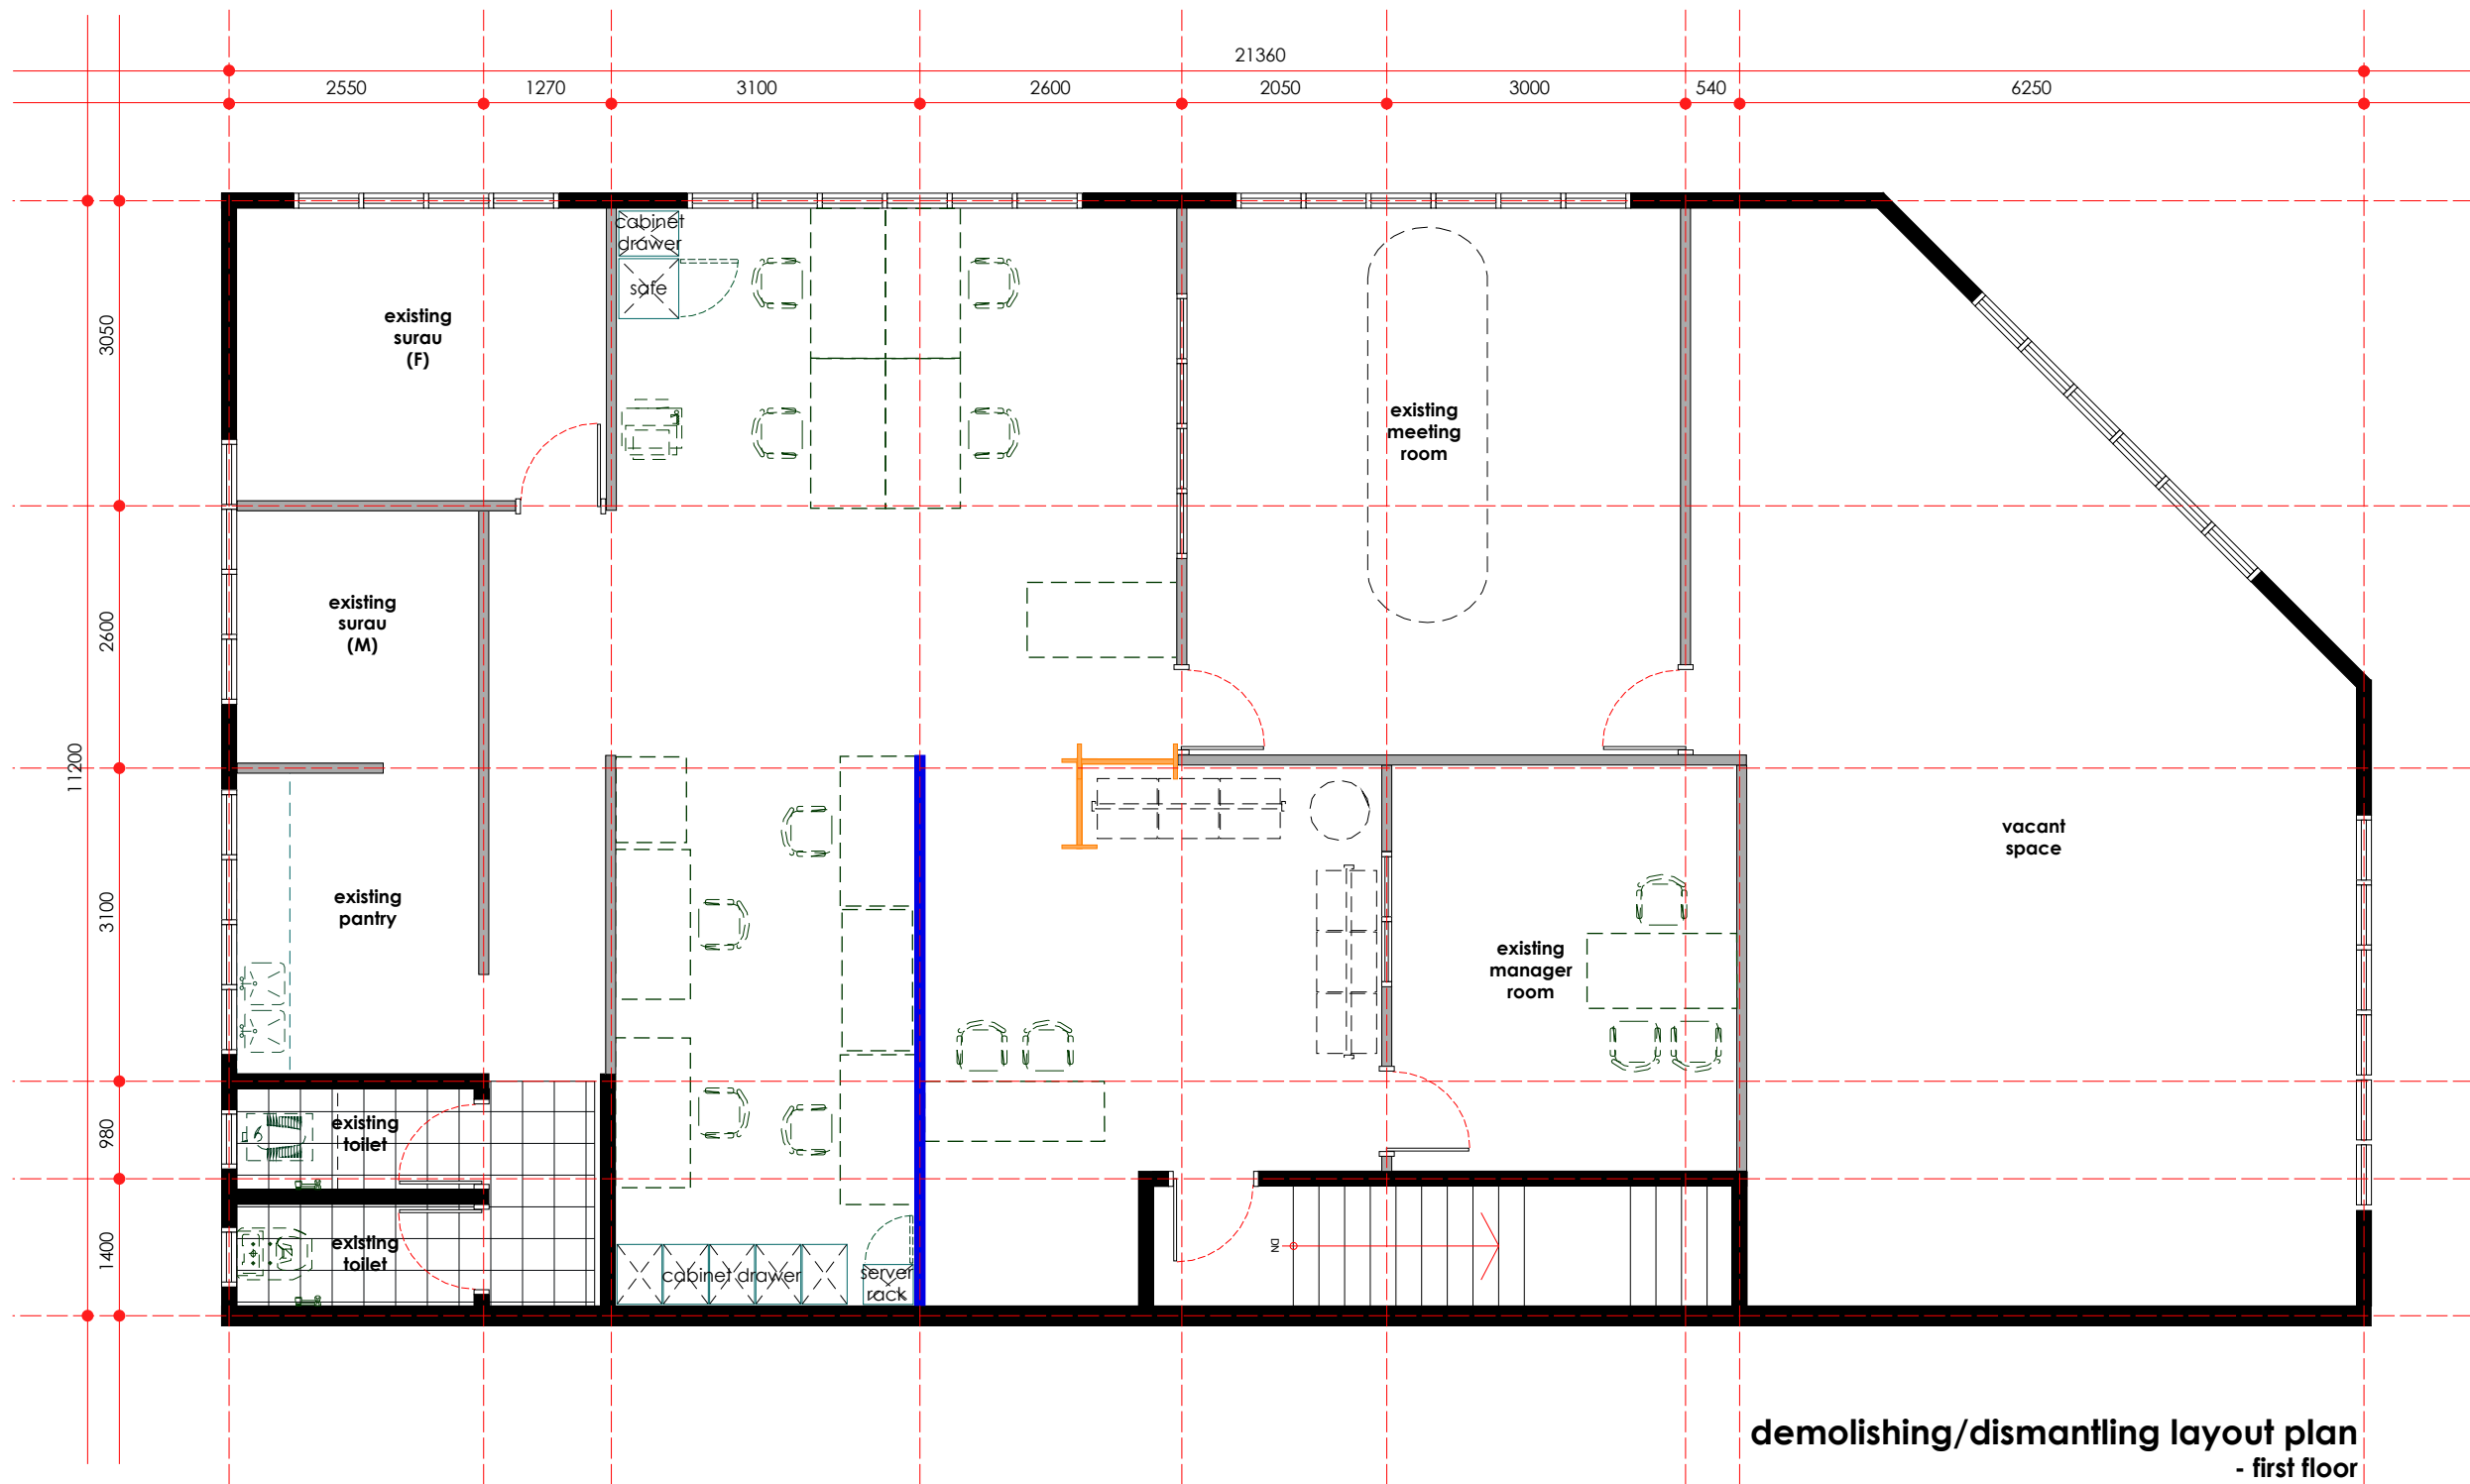 21360
2550
1270
3100
2600
2050
3000
540
6250
3050
2600
11200
3100
980
1400
cabinet
drawer
safe
existing
surau
(F)
existing
meeting
room
existing
surau
(M)
vacant
space
existing
pantry
existing
manager
room
existing
toilet
existing
toilet
cabinet drawer
server
rack
DN
demolishing/dismantling layout plan
- first floor